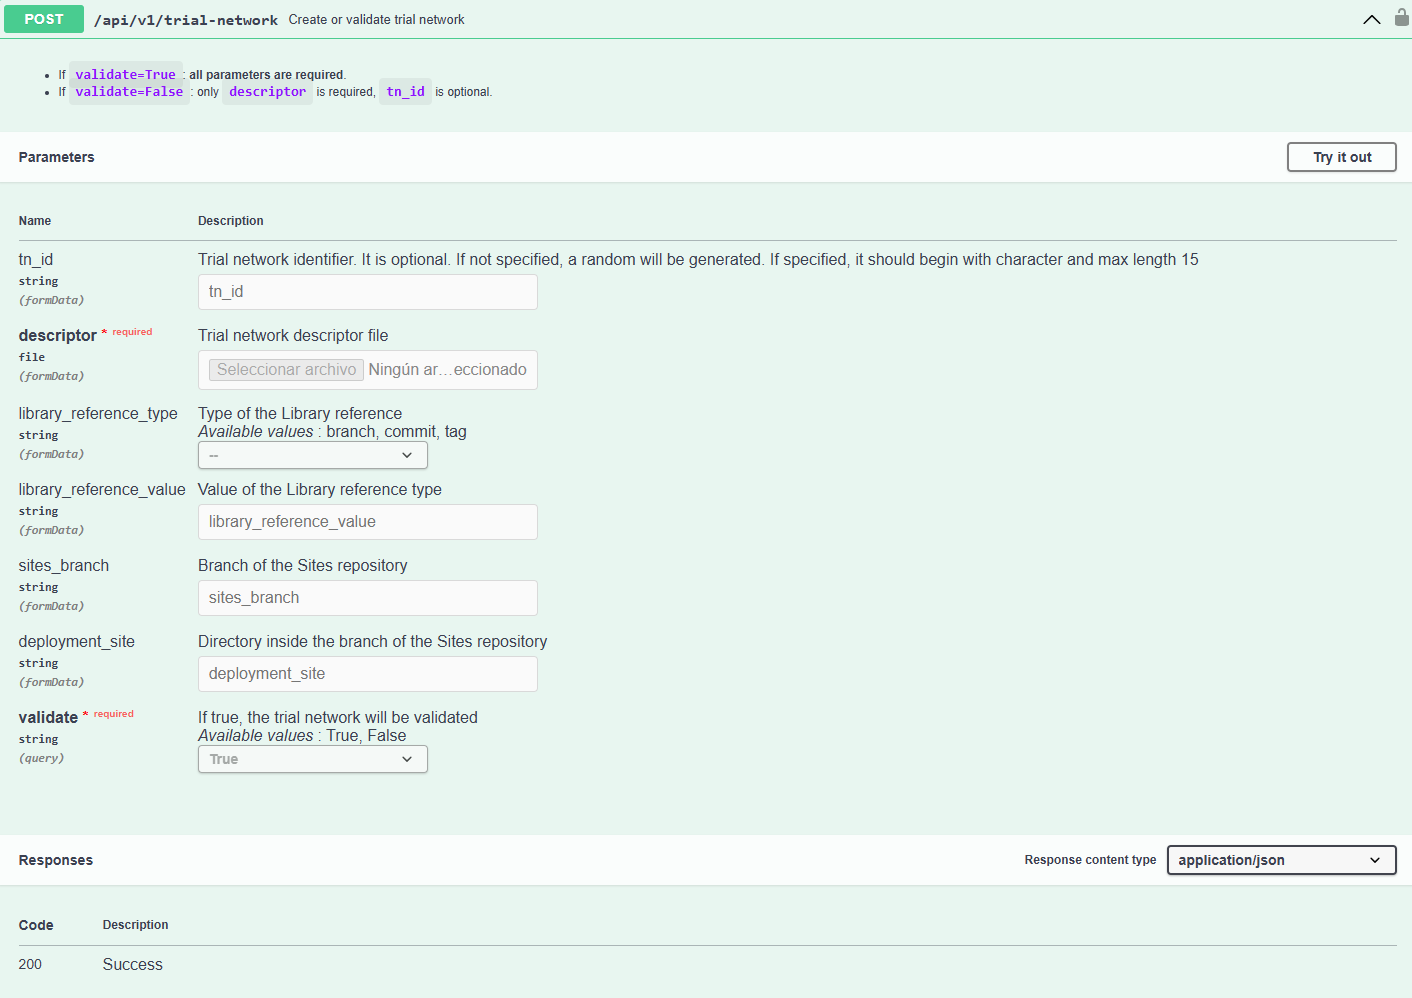 POST /api/v1/trial-network Create or validate trial network
If validate=True : all parameters are required.
If validate=False : only descriptor is required, tn_id is optional.
Parameters
Try it out
Name Description
tn_id
string
(formData)
Trial network identifier. It is optional. If not specified, a random will be generated. If specified, it should begin with character and max length 15
tn_id
descriptor * required
file
(formData)
Trial network descriptor file
Seleccionar archivo Ningún ar…eccionado
library_reference_type
string
(formData)
Type of the Library reference
Available values : branch, commit, tag
--
library_reference_value
string
(formData)
Value of the Library reference type
library_reference_value
sites_branch
string
(formData)
Branch of the Sites repository
sites_branch
deployment_site
string
(formData)
Directory inside the branch of the Sites repository
deployment_site
validate * required
string
(query)
If true, the trial network will be validated
Available values : True, False
True
Responses
Response content type application/json
Code Description
200 Success